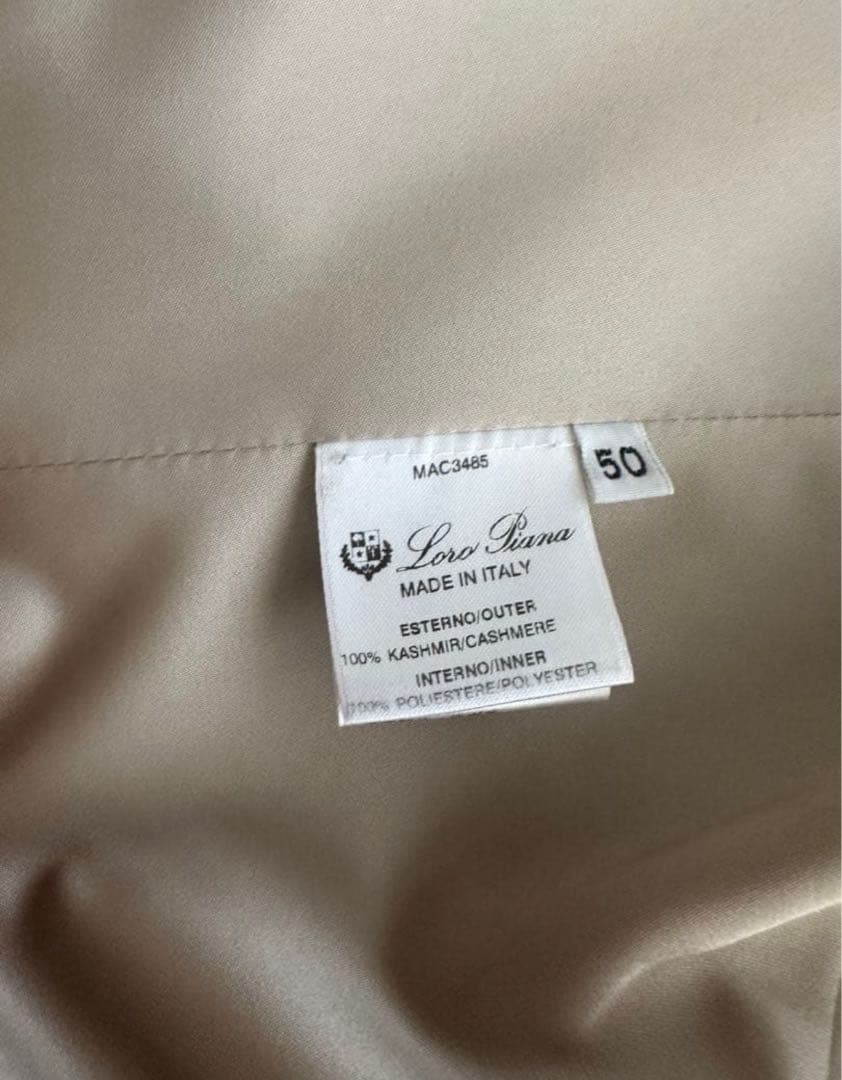 MAC3485
50
Loro Piana
MADE IN ITALY
ESTERNO/OUTER
100% KASHMIR/CASHMERE
INTERNO/INNER
100% POLIESTERE/POLYESTER